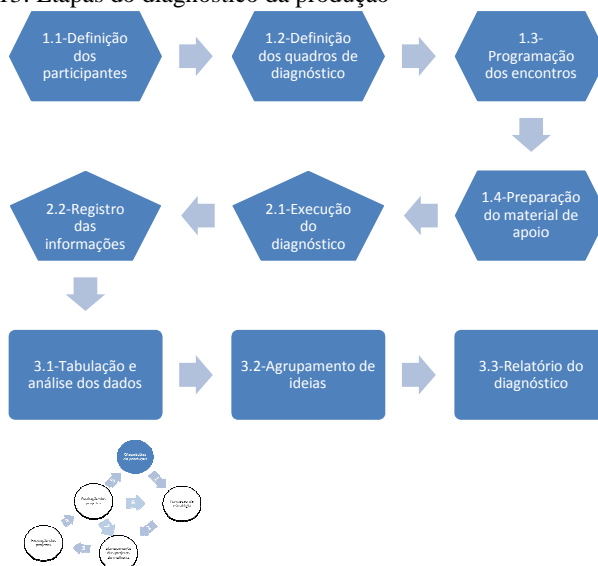 13: Etapas do diagnóstico da produção
1.1-Definição
dos
participantes
1.2-Definição
dos quadros de
diagnóstico
1.3-
Programação
dos encontros
2.2-Registro
das
informações
2.1-Execução
do
diagnóstico
1.4-Preparação
do material de
apoio
3.1-Tabulação e
análise dos dados
3.2-Agrupamento de
ideias
3.3-Relatório do
diagnóstico